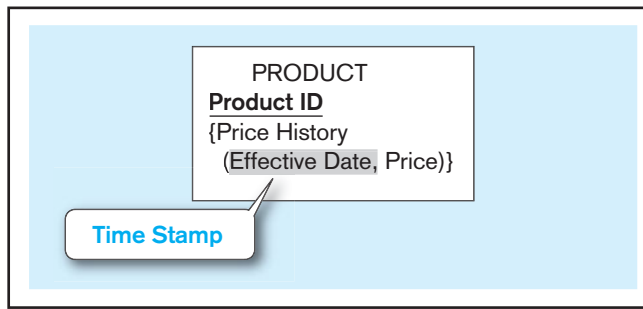 PRODUCT
Product ID
{Price History
(Effective Date, Price)}
Time Stamp